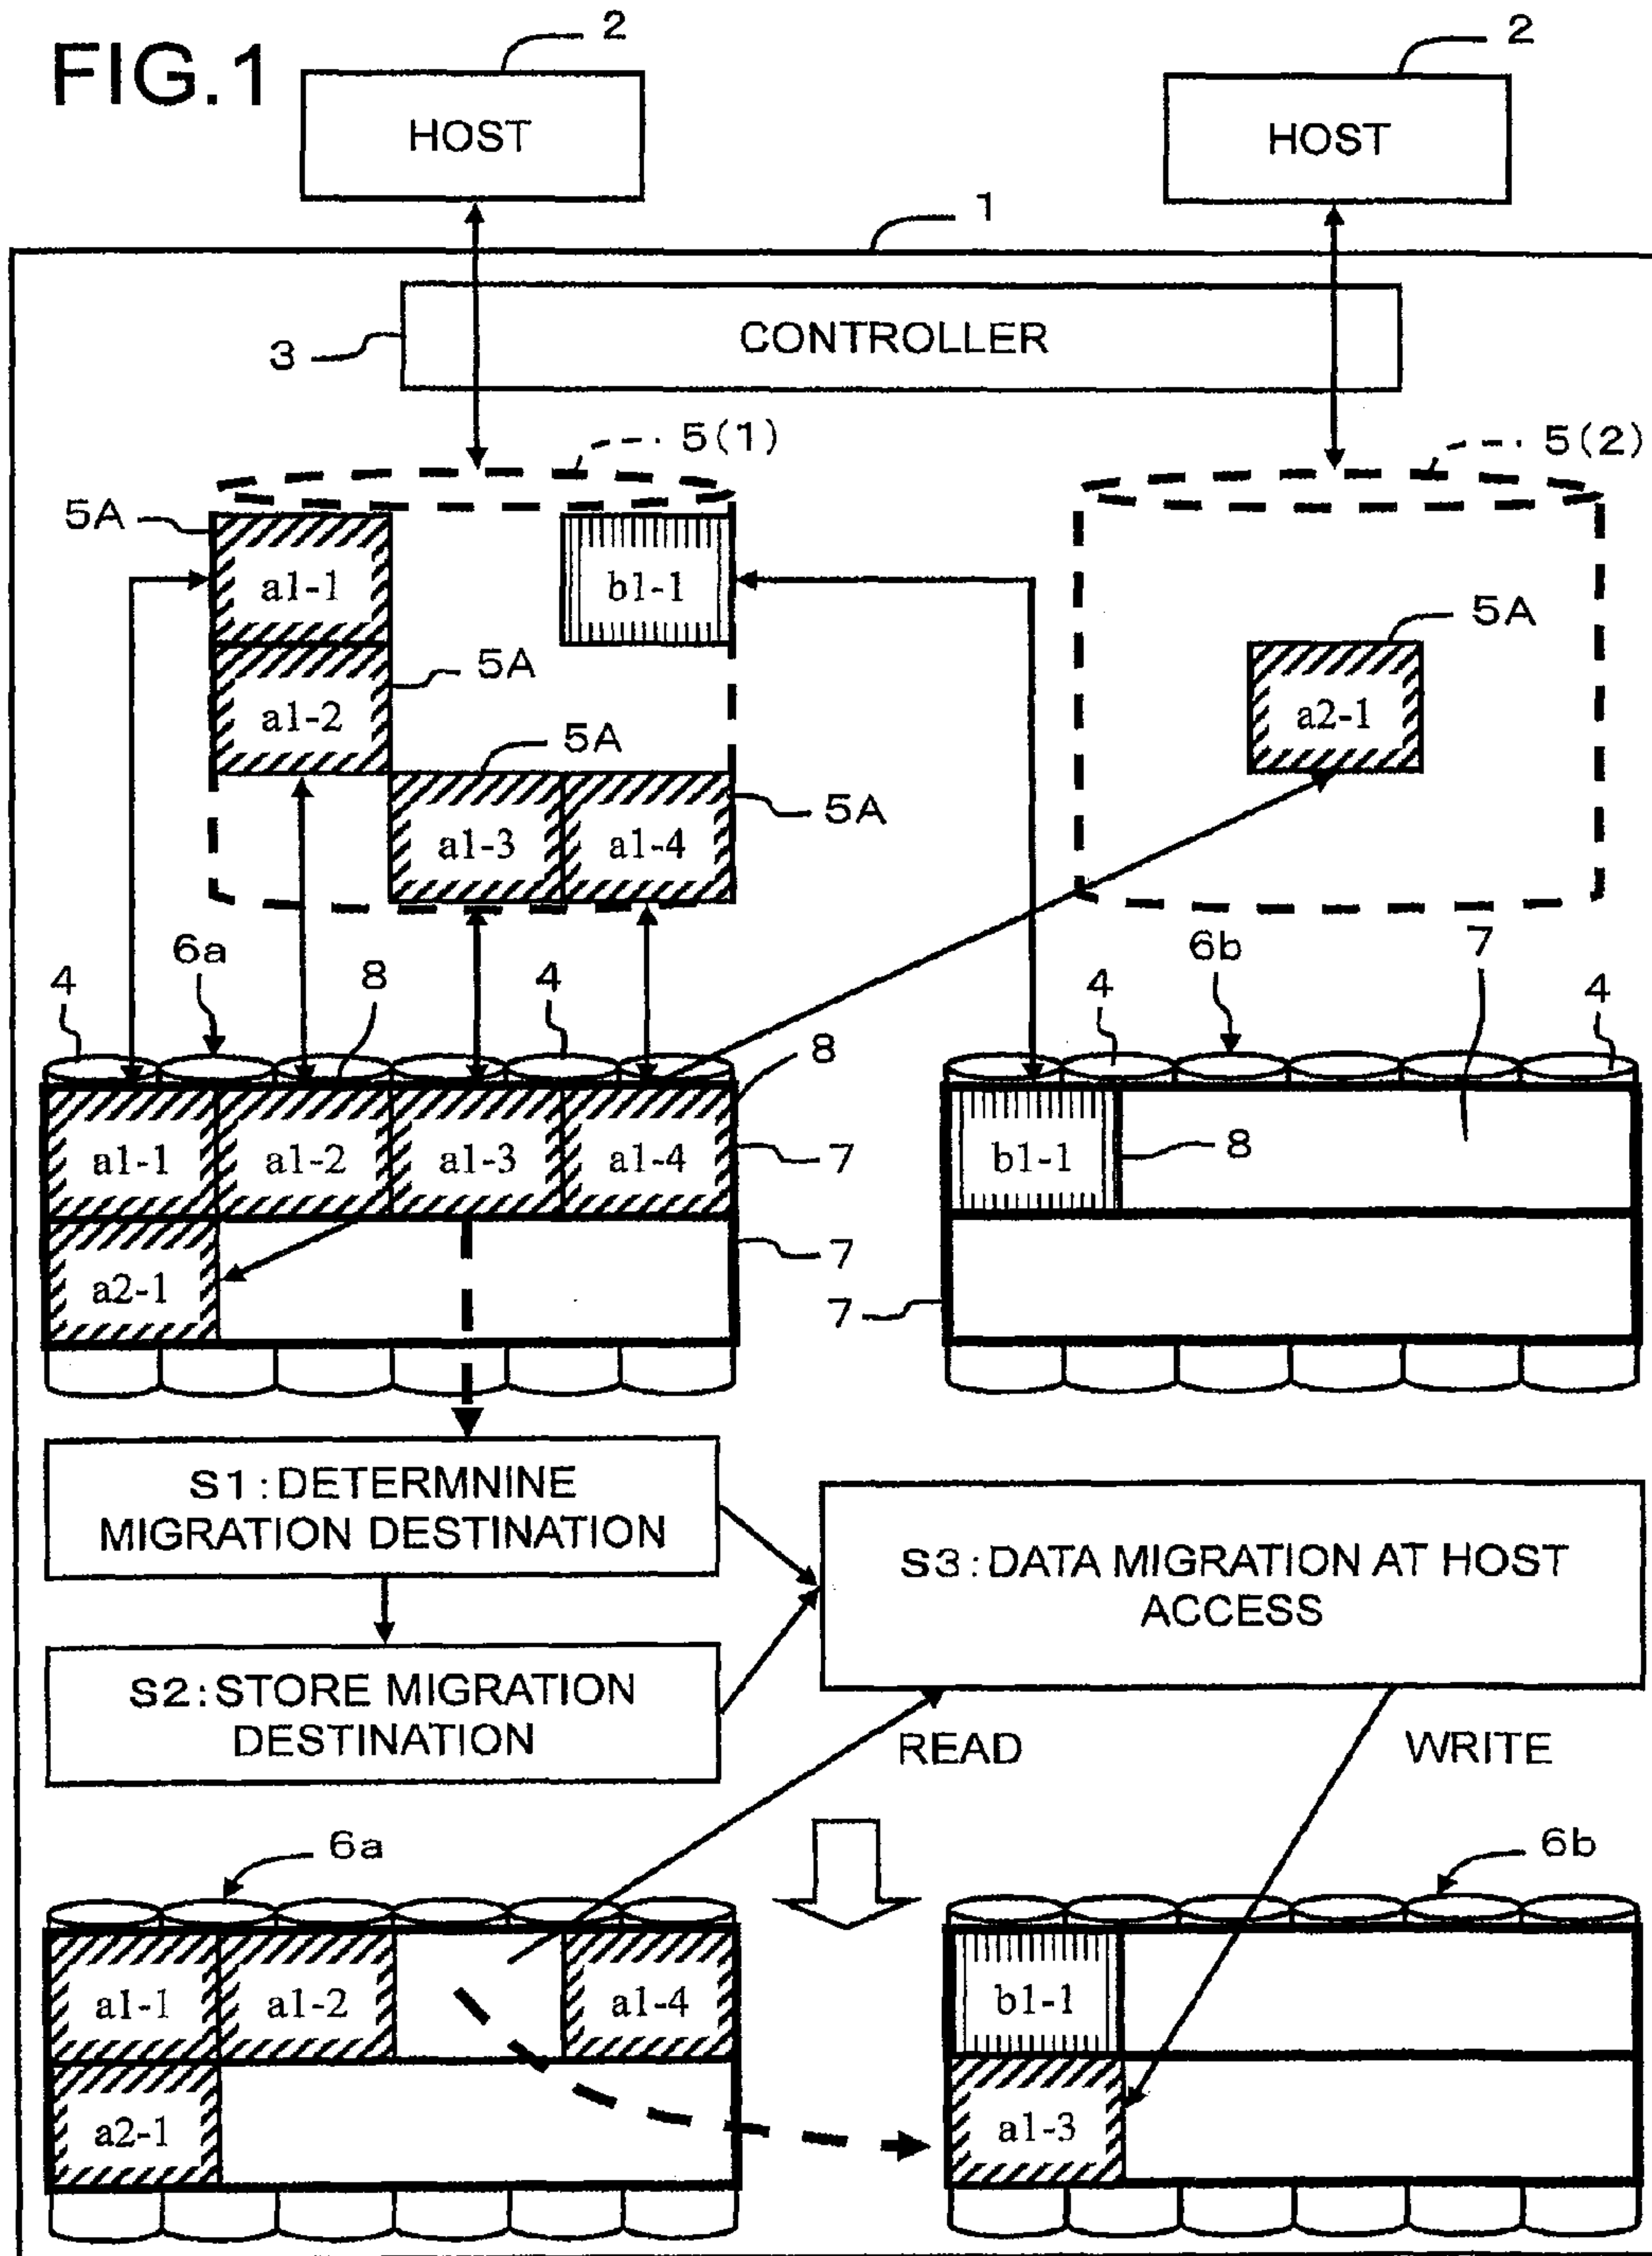 FIG.1
2
2
HOST
HOST
1
3
CONTROLLER
5(1)
5(2)
5A
a1-1
b1-1
5A
5A
a1-2
a2-1
5A
5A
a1-3
a1-4
6a
6b
7
4
8
4
4
4
8
a1-1
a1-2
a1-3
a1-4
7
b1-1
8
a2-1
7
7
S1:DETERMNINE
MIGRATION DESTINATION
S3:DATA MIGRATION AT HOST
ACCESS
S2:STORE MIGRATION
DESTINATION
READ
WRITE
6a
6b
a1-1
a1-2
a1-4
b1-1
a2-1
a1-3